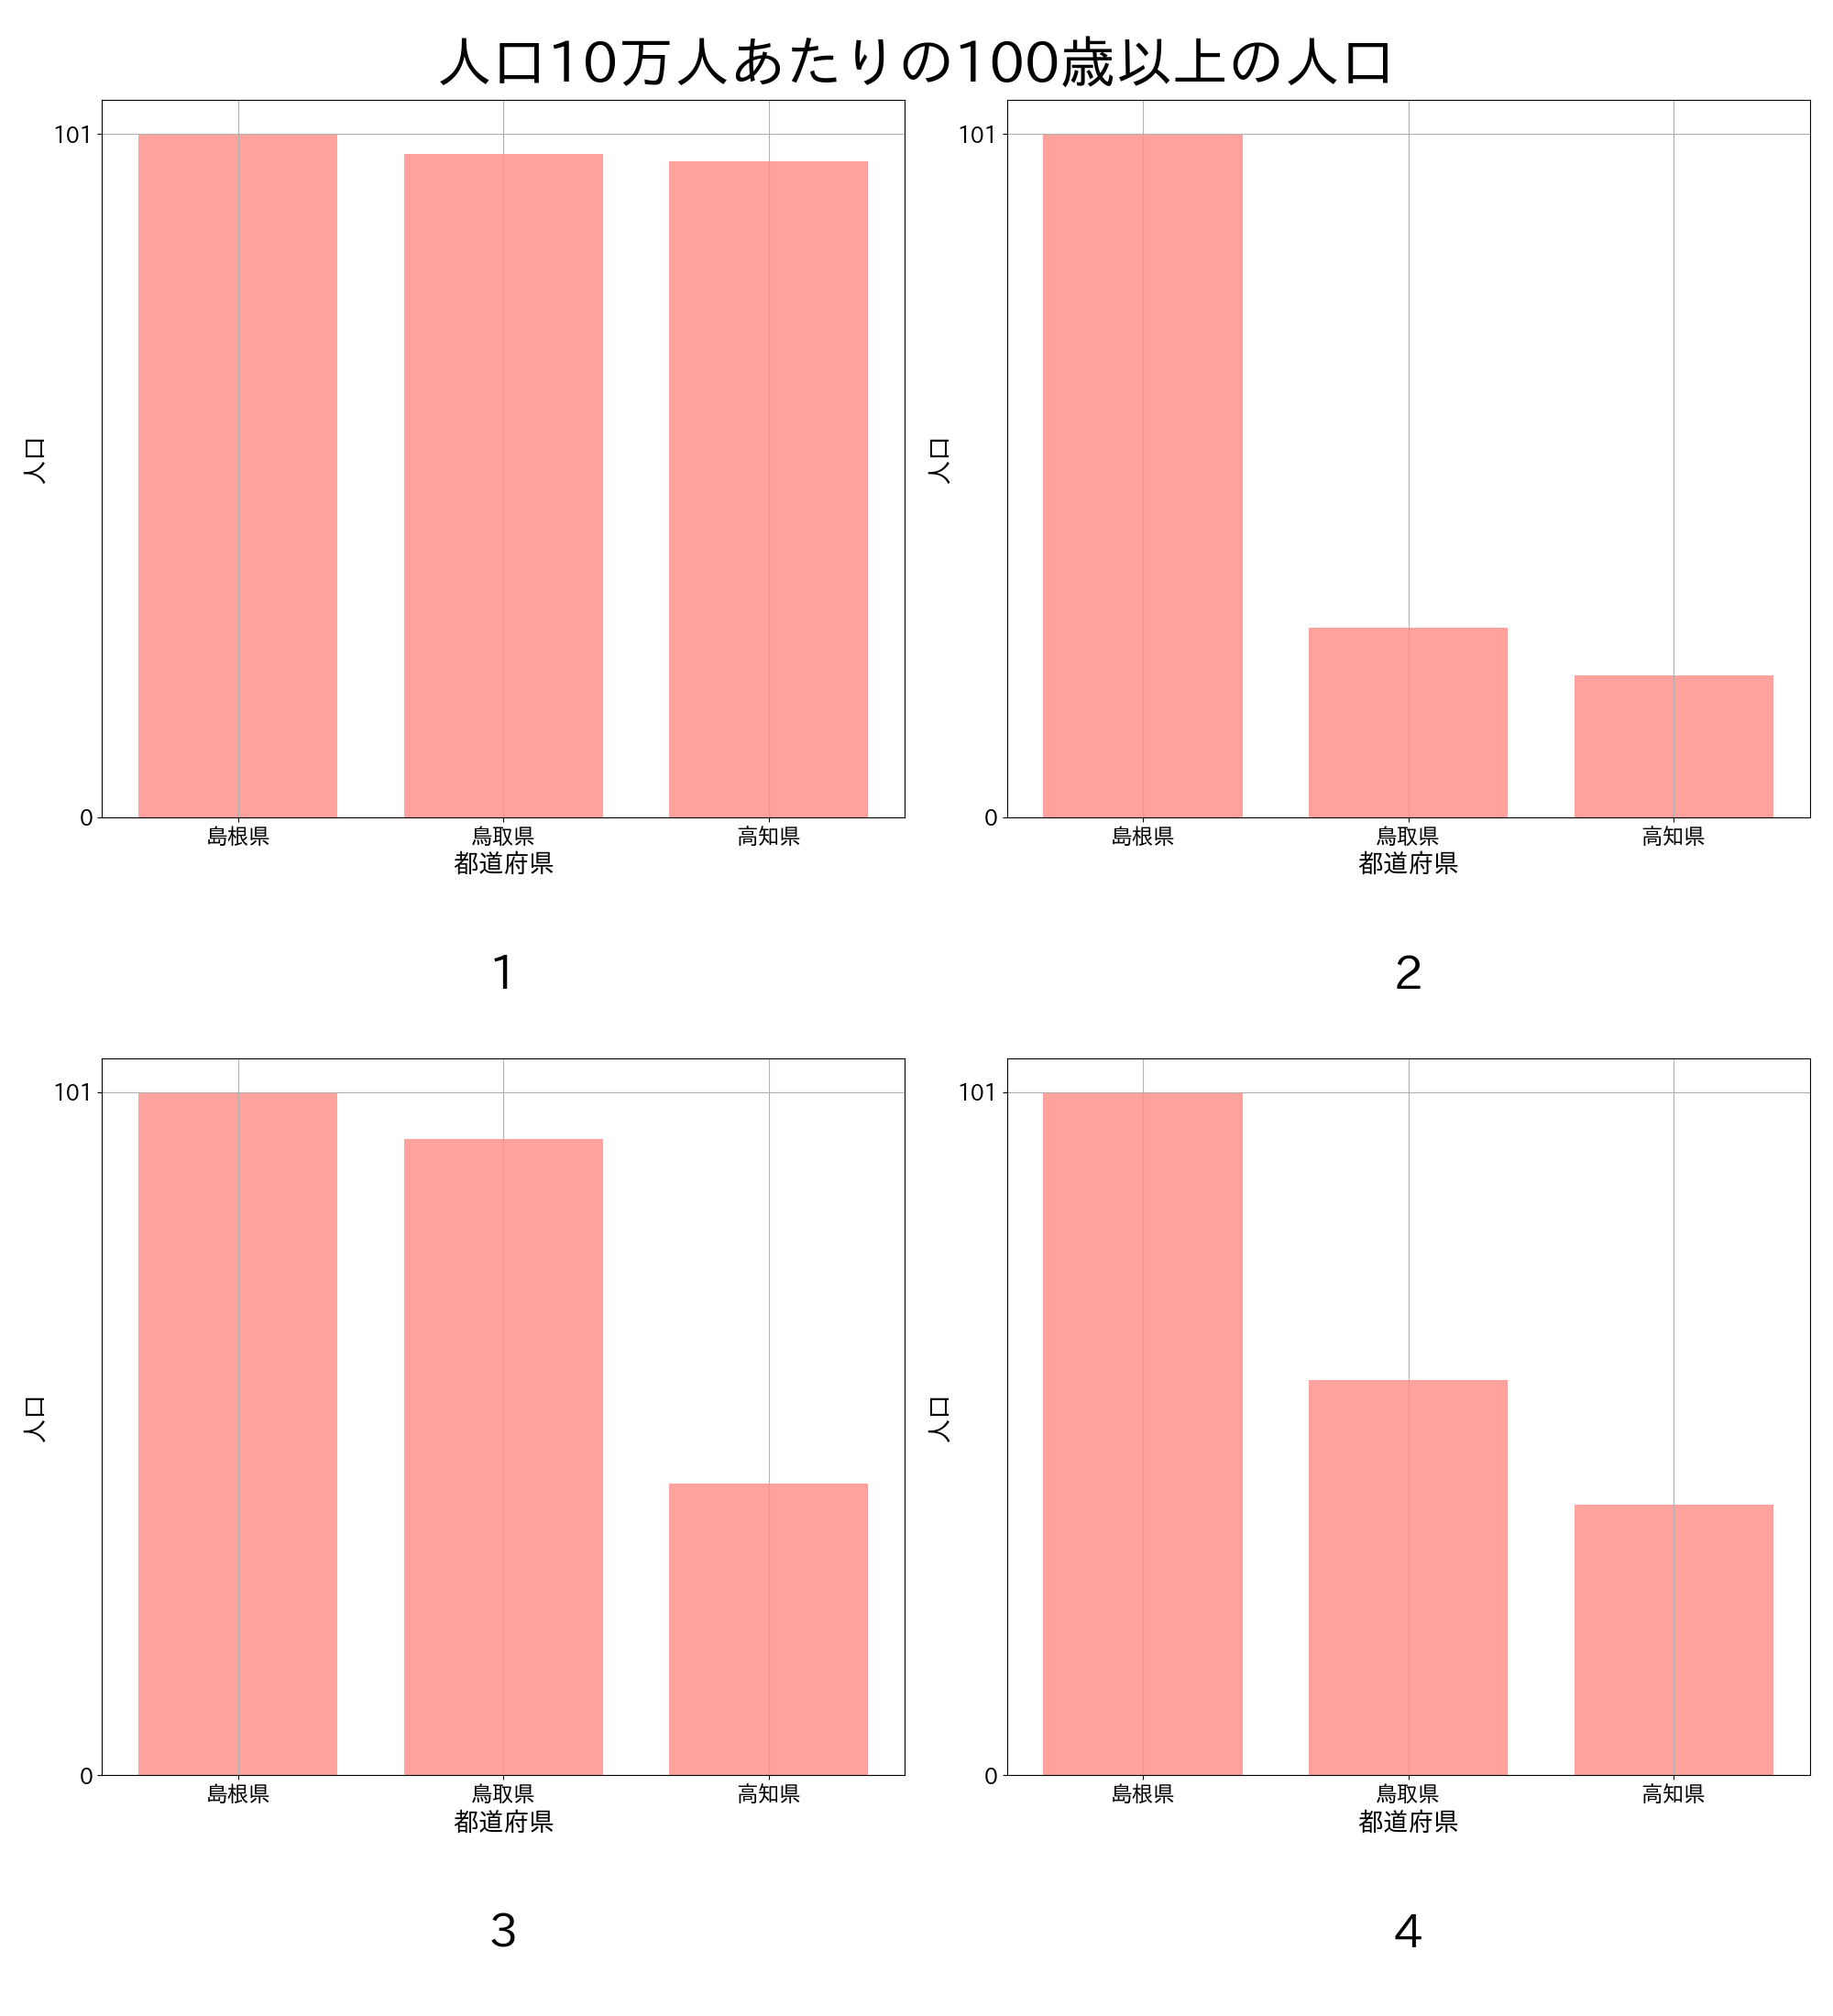 人口10万人あたりの100歳以上の人口
人口
101
0
島根県 鳥取県 高知県
都道府県
1
人口
101
0
島根県 鳥取県 高知県
都道府県
2
人口
101
0
島根県 鳥取県 高知県
都道府県
3
人口
101
0
島根県 鳥取県 高知県
都道府県
4